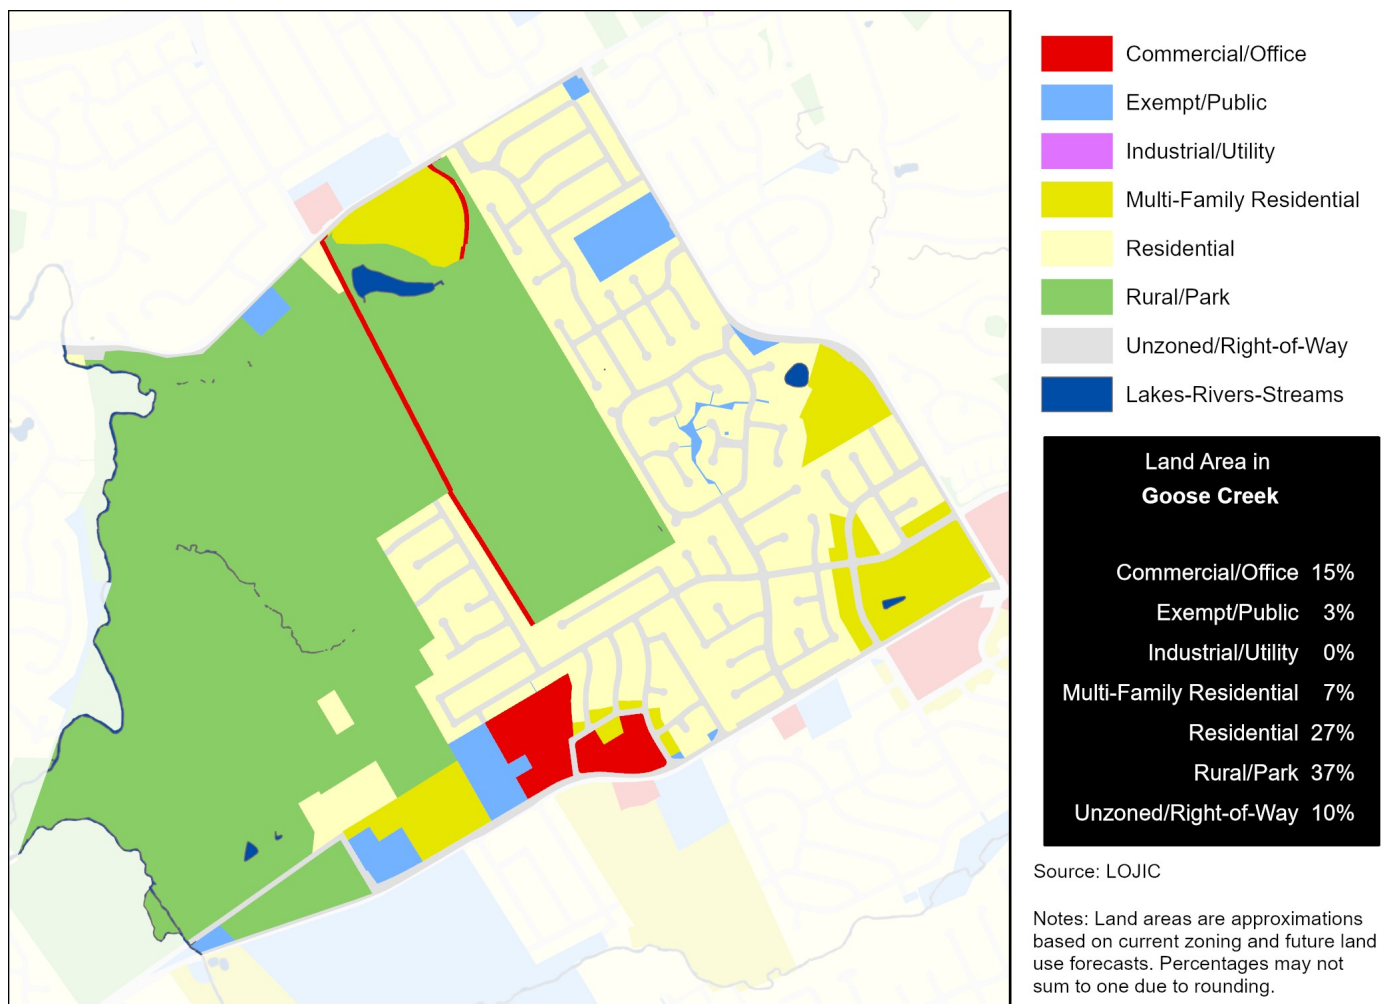 Commercial/Office
Exempt/Public
Industrial/Utility
Multi-Family Residential
Residential
Rural/Park
Unzoned/Right-of-Way
Lakes-Rivers-Streams
Land Area in
Goose Creek
Commercial/Office 15%
Exempt/Public 3%
Industrial/Utility 0%
Multi-Family Residential 7%
Residential 27%
Rural/Park 37%
Unzoned/Right-of-Way 10%
Source: LOJIC
Notes: Land areas are approximations
based on current zoning and future land
use forecasts. Percentages may not
sum to one due to rounding.